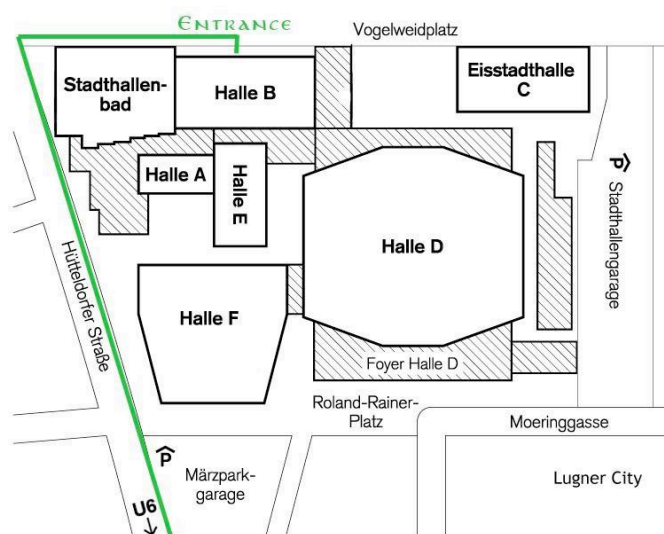 ENTRANCE
Vogelweidplatz
Stadthallen-
bad
Halle B
Eisstadthalle
C
Halle A
Halle E
P
Stadthallengarage
Halle D
Hütteldorfer Straße
Halle F
Foyer Halle D
Roland-Rainer-
Platz
Moeringgasse
P
Märzpark-
garage
Lugner City
U6